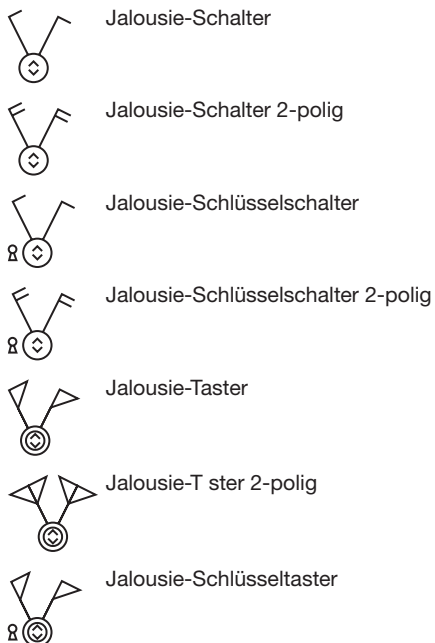 Jalousie-Schalter
Jalousie-Schalter 2-polig
Jalousie-Schlüsselschalter
Jalousie-Schlüsselschalter 2-polig
Jalousie-Taster
Jalousie-T ster 2-polig
Jalousie-Schlüsseltaster